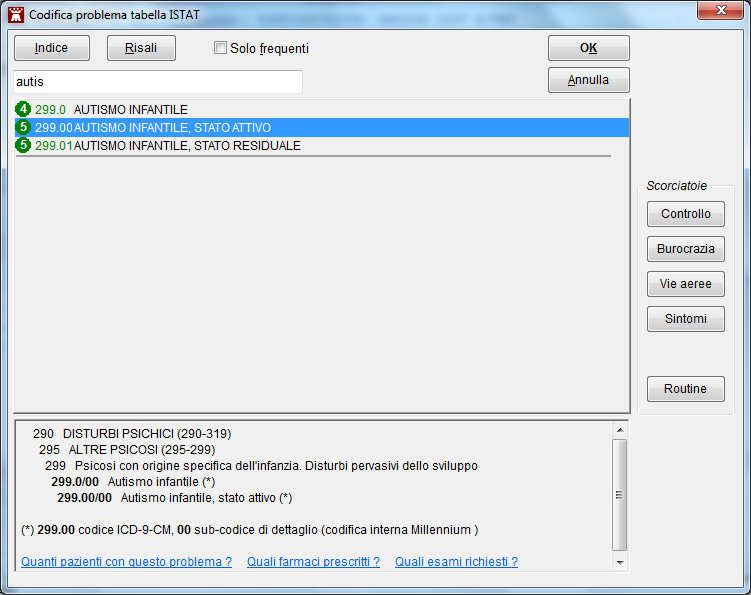 Codifica problema tabella ISTAT
Indice Risali Solo frequenti OK
autis Annulla
4 299.0 AUTISMO INFANTILE
5 299.00 AUTISMO INFANTILE, STATO ATTIVO
5 299.01 AUTISMO INFANTILE, STATO RESIDUALE
Scorciatoie
Controllo
Burocrazia
Vie aeree
Sintomi
Routine
290 DISTURBI PSICHICI (290-319)
295 ALTRE PSICOSI (295-299)
299 Psicosi con origine specifica dell'infanzia. Disturbi pervasivi dello sviluppo
299.0/00 Autismo infantile (*)
299.00/00 Autismo infantile, stato attivo (*)
(*) 299.00 codice ICD-9-CM, 00 sub-codice di dettaglio (codifica interna Millennium )
Quanti pazienti con questo problema ? Quali farmaci prescritti ? Quali esami richiesti ?